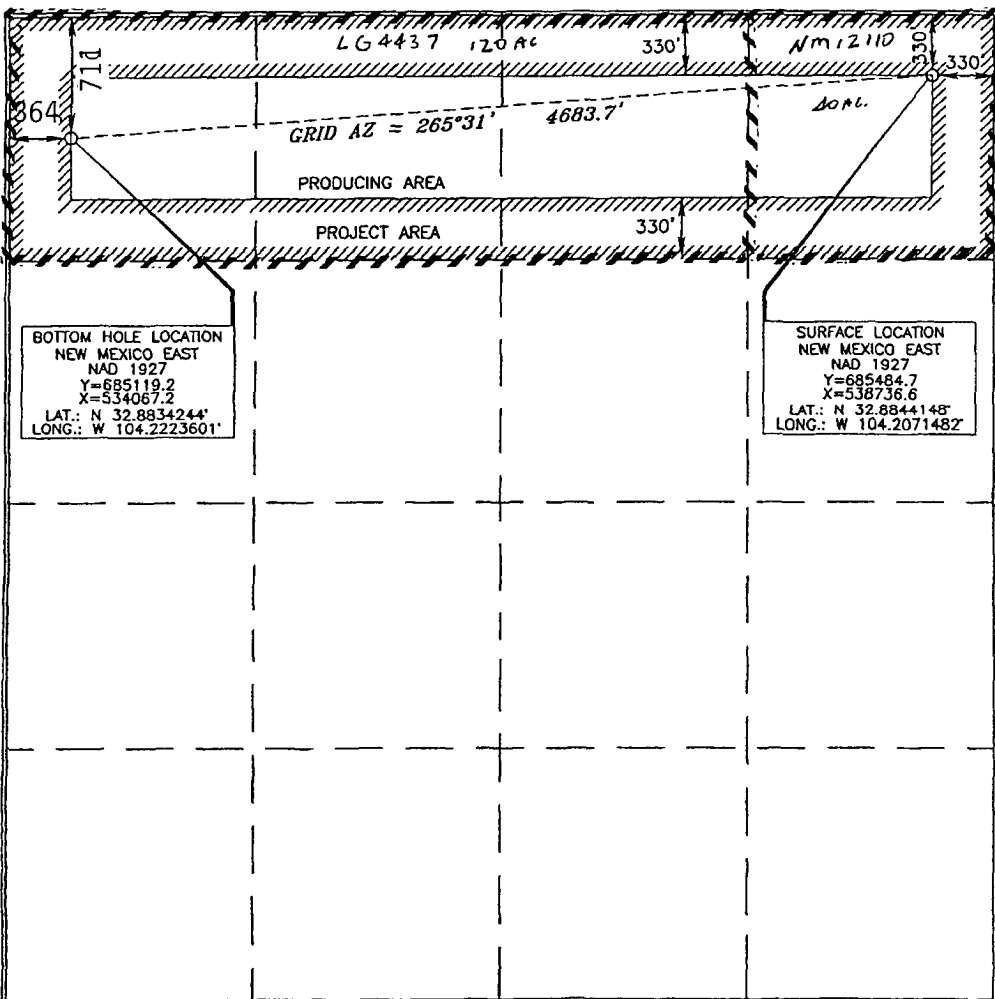 LG4437 120 AC
330'
NM12110
330
330
711
364
GRID AZ = 265°31' 4683.7'
40 AC.
PRODUCING AREA
PROJECT AREA
330'
BOTTOM HOLE LOCATION
NEW MEXICO EAST
NAD 1927
Y=685119.2
X=534067.2
LAT.: N 32.8834244'
LONG.: W 104.2223601'
SURFACE LOCATION
NEW MEXICO EAST
NAD 1927
Y=685484.7
X=538736.6
LAT.: N 32.8844148"
LONG.: W 104.2071482"